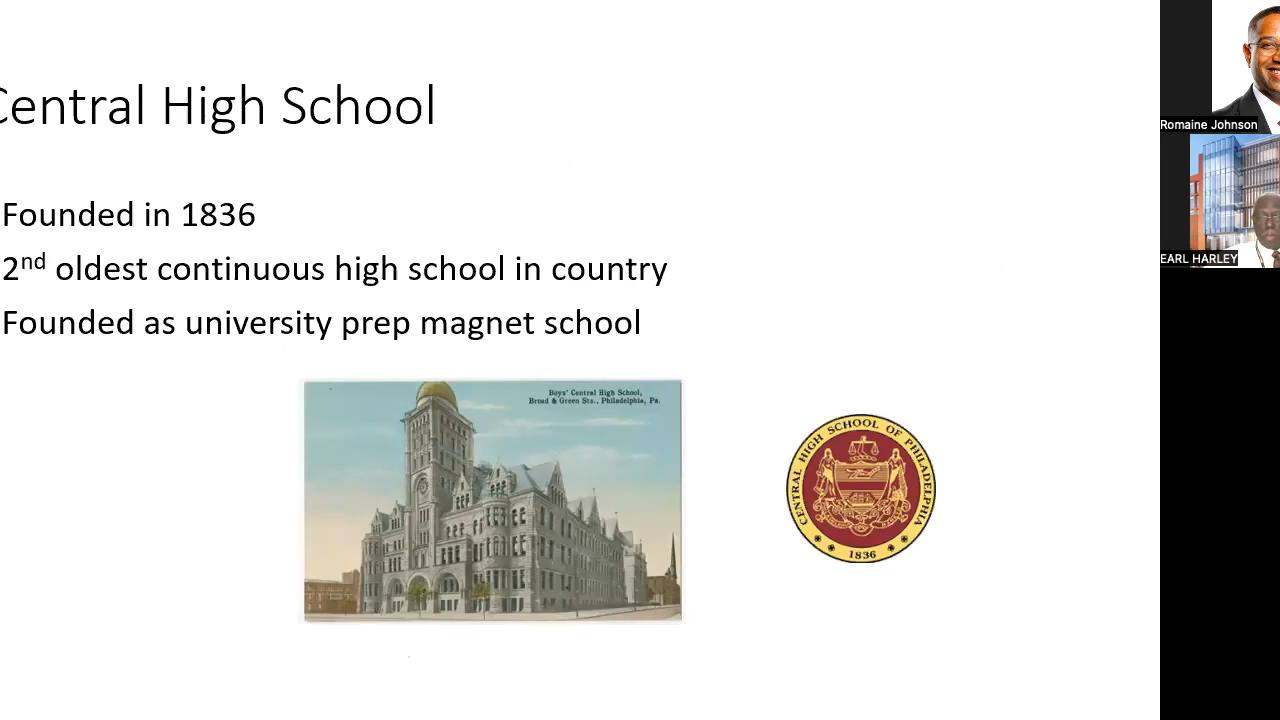 Central High School
Founded in 1836
2nd oldest continuous high school in country
Founded as university prep magnet school
Boys' Central High School,
Broad & Green Sts., Philadelphia, Pa.
CENTRAL HIGH SCHOOL OF PHILADELPHIA
1836
Romaine Johnson
EARL HARLEY